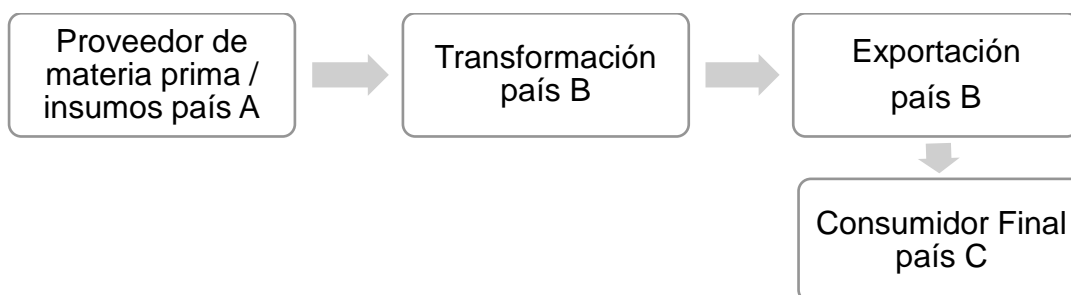 Proveedor de
materia prima /
insumos país A
Transformación
país B
Exportación
país B
Consumidor Final
país C